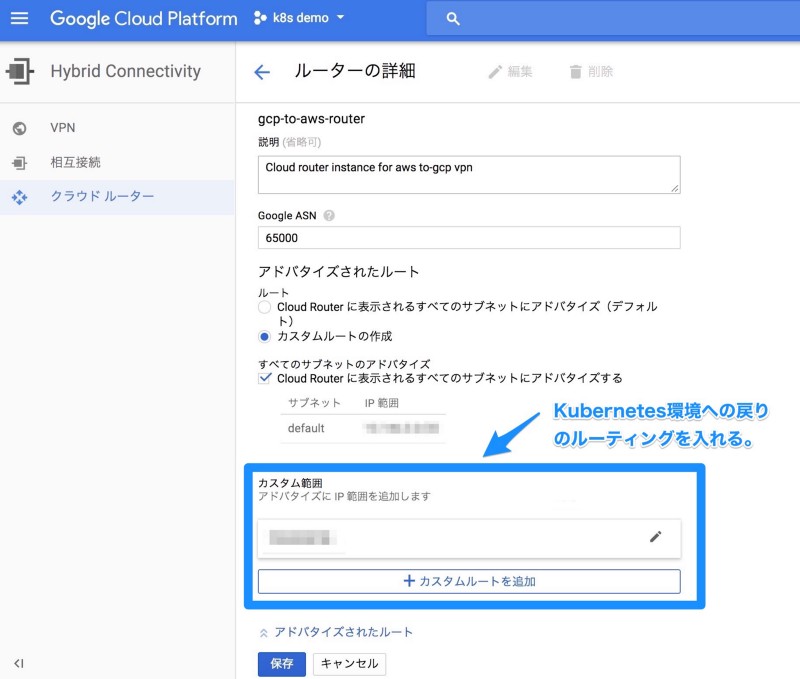 Google Cloud Platform k8s demo
Hybrid Connectivity
ルーターの詳細 編集 削除
VPN
相互接続
クラウド ルーター
gcp-to-aws-router
説明 (省略可)
Cloud router instance for aws to-gcp vpn
Google ASN
65000
アドバタイズされたルート
ルート
Cloud Router に表示されるすべてのサブネットにアドバタイズ（デフォル
ト）
カスタムルートの作成
すべてのサブネットのアドバタイズ
Cloud Router に表示されるすべてのサブネットにアドバタイズする
サブネット IP 範囲
default
Kubernetes環境への戻り
のルーティングを入れる。
カスタム範囲
アドバタイズに IP 範囲を追加します
+ カスタムルートを追加
アドバタイズされたルート
保存 キャンセル